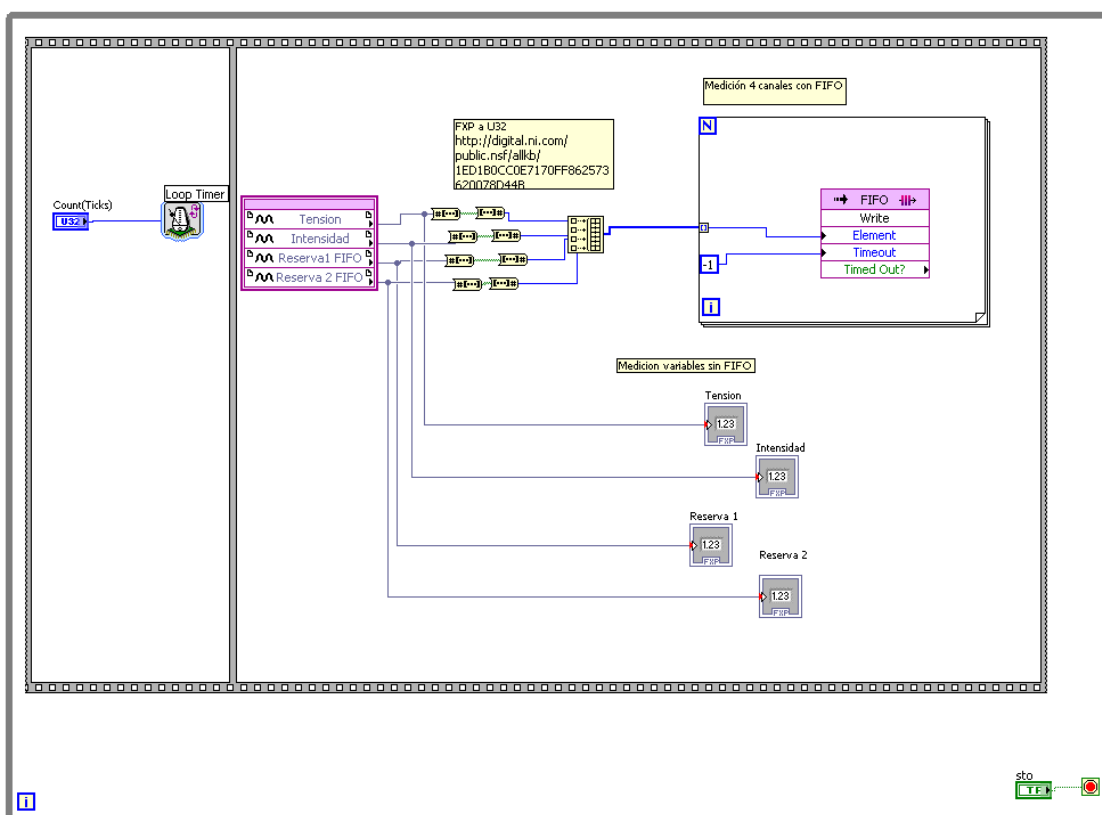 Medición 4 canales con FIFO
N
FXP a U32
http://digital.ni.com/
public.nsf/allkb/
1ED1B0CC0E7170FF862573
620078D44B
Loop Timer
Count(Ticks)
U32
Tension
Intensidad
Reserva1 FIFO
Reserva 2 FIFO
FIFO
Write
Element
Timeout
Timed Out?
-1
i
Medicion variables sin FIFO
Tension
1.23
FXP
Intensidad
1.23
FXP
Reserva 1
1.23
FXP
Reserva 2
1.23
FXP
sto
TF
i